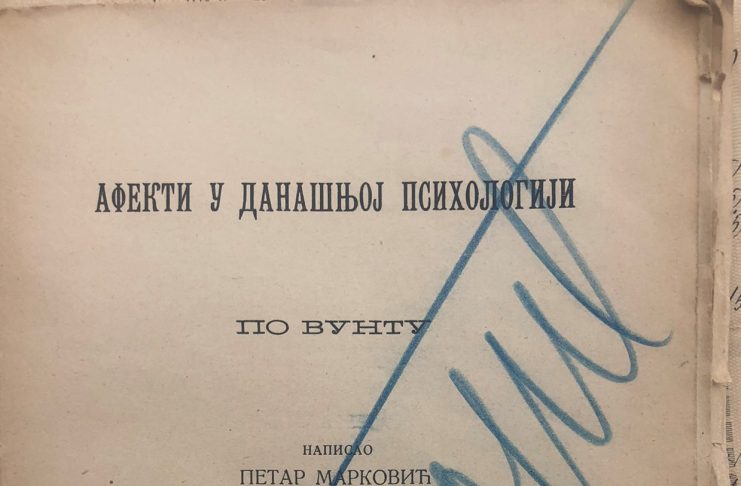 АФЕКТИ У ДАНАШЊОЈ ПСИХОЛОГИЈИ
ПО ВУНТУ
НАПИСАО
ПЕТАР МАРКОВИЋ